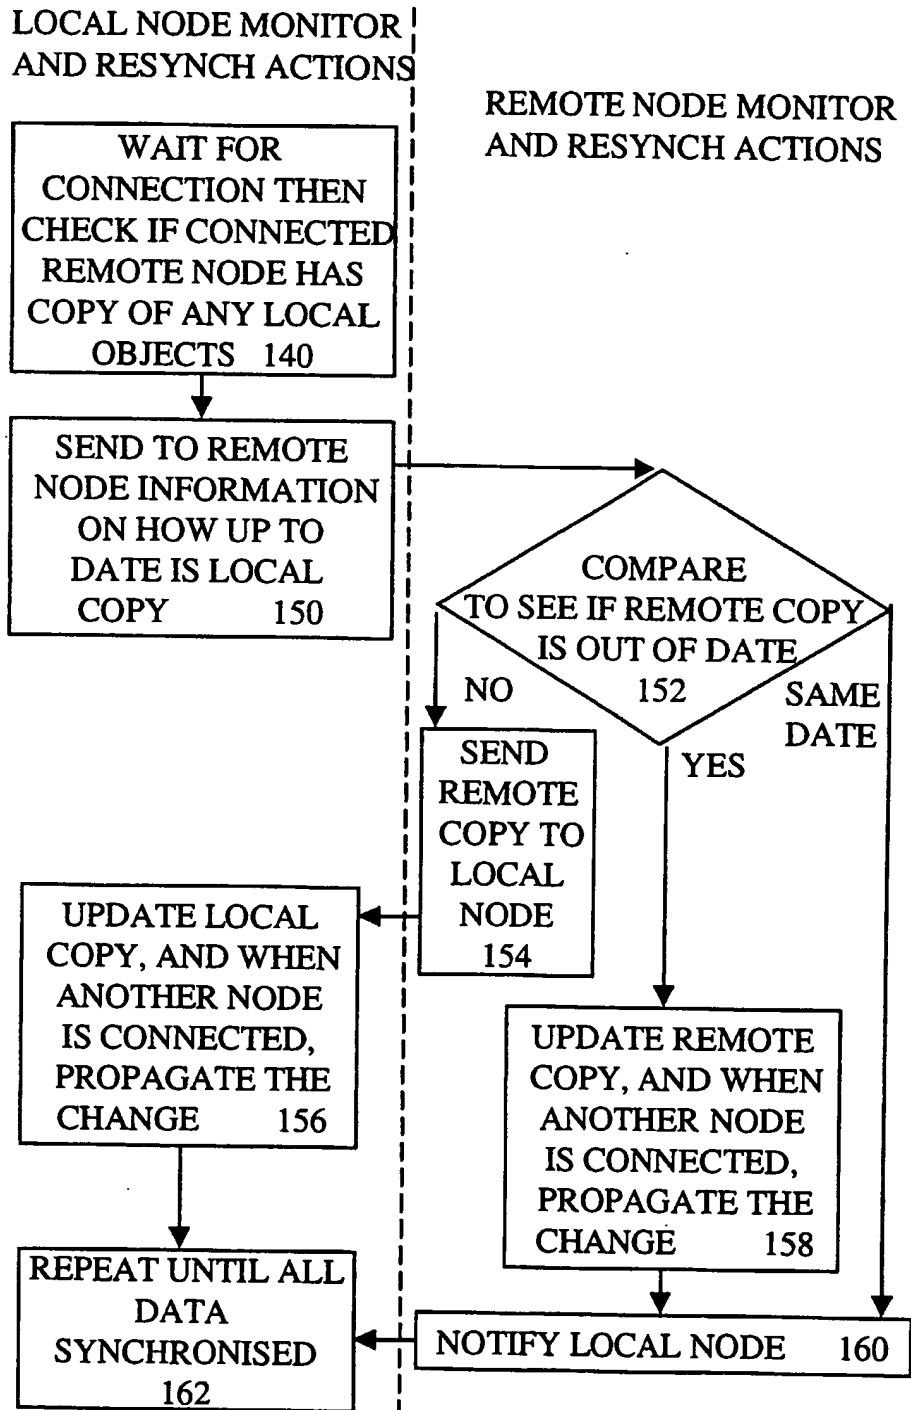 LOCAL NODE MONITOR
AND RESYNCH ACTIONS
REMOTE NODE MONITOR
AND RESYNCH ACTIONS
WAIT FOR
CONNECTION THEN
CHECK IF CONNECTED
REMOTE NODE HAS
COPY OF ANY LOCAL
OBJECTS 140
SEND TO REMOTE
NODE INFORMATION
ON HOW UP TO
DATE IS LOCAL
COPY 150
COMPARE
TO SEE IF REMOTE COPY
IS OUT OF DATE
152
NO
SAME
DATE
YES
SEND
REMOTE
COPY TO
LOCAL
NODE
154
UPDATE LOCAL
COPY, AND WHEN
ANOTHER NODE
IS CONNECTED,
PROPAGATE THE
CHANGE 156
UPDATE REMOTE
COPY, AND WHEN
ANOTHER NODE
IS CONNECTED,
PROPAGATE THE
CHANGE 158
REPEAT UNTIL ALL
DATA
SYNCHRONISED
162
NOTIFY LOCAL NODE 160